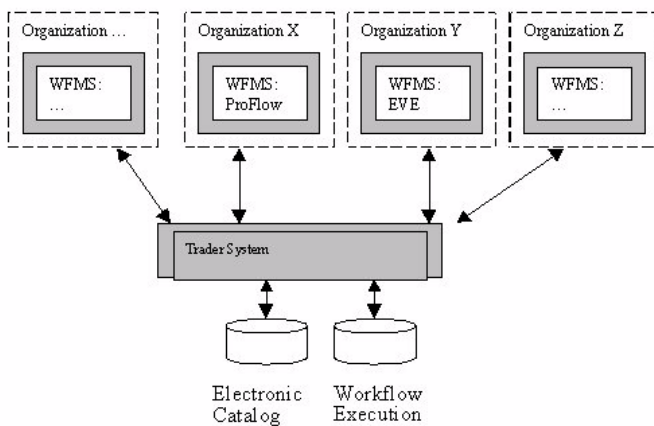 Organization ...
Organization X
Organization Y
Organization Z
WFMS:
...
WFMS:
ProFlow
WFMS:
EVE
WFMS:
...
Trader System
Electronic
Catalog
Workflow
Execution